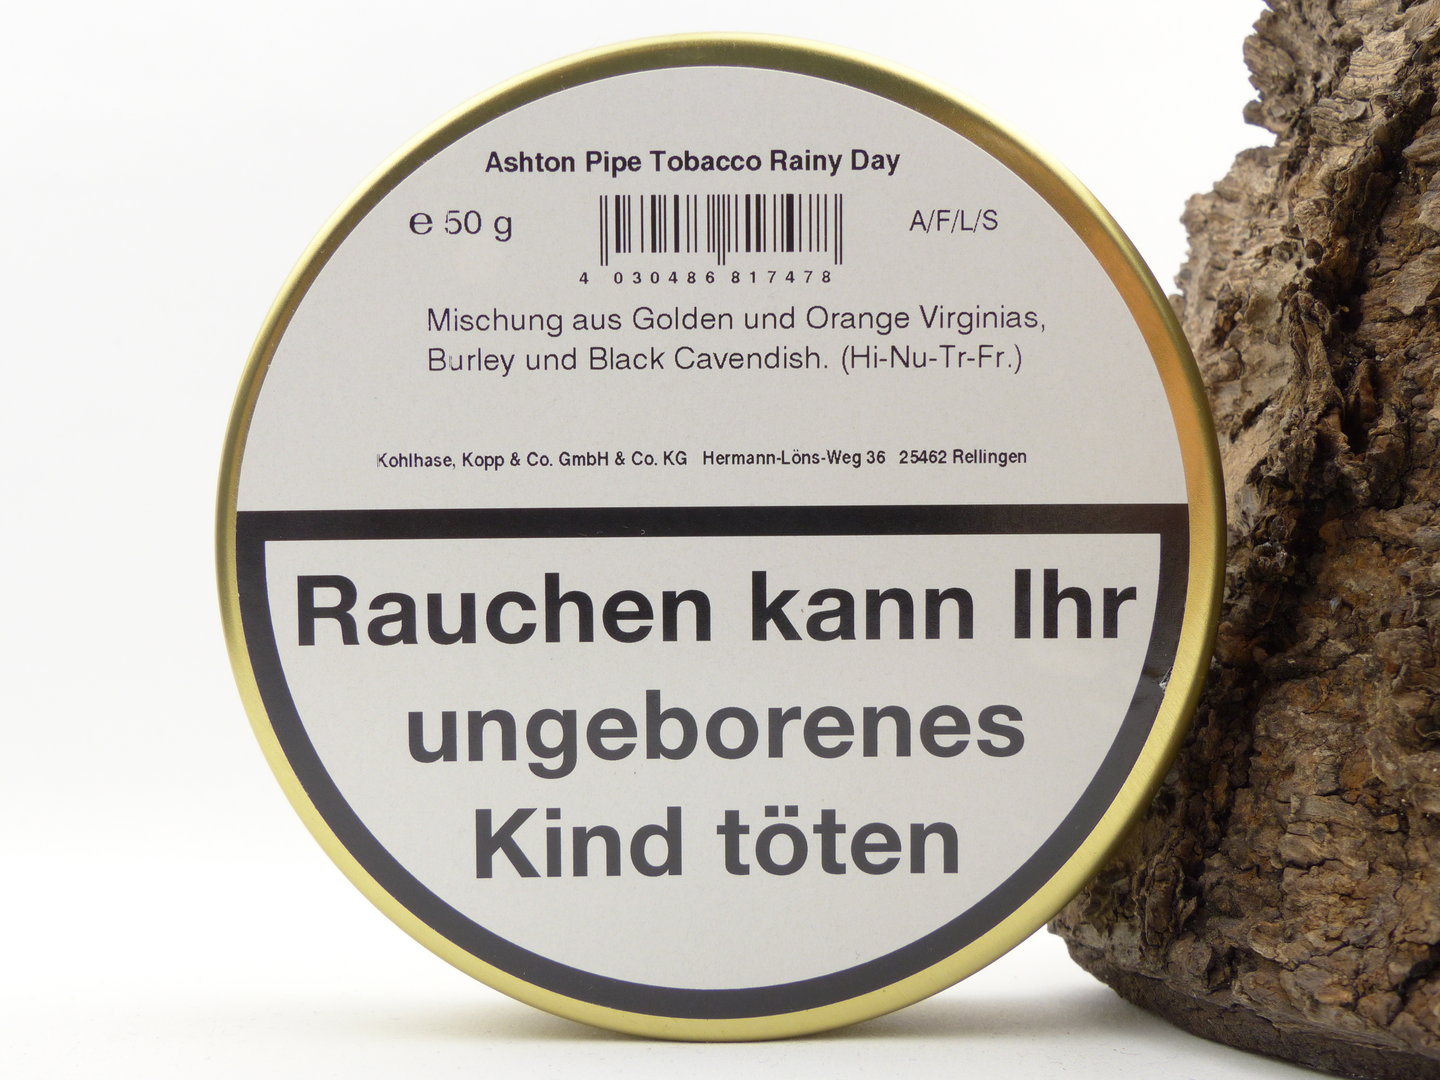 Ashton Pipe Tobacco Rainy Day
℮ 50 g A/F/L/S
4 030486 817478
Mischung aus Golden und Orange Virginias,
Burley und Black Cavendish. (Hi-Nu-Tr-Fr.)
Kohlhase, Kopp & Co. GmbH & Co. KG Hermann-Löns-Weg 36 25462 Rellingen
Rauchen kann Ihr
ungeborenes
Kind töten